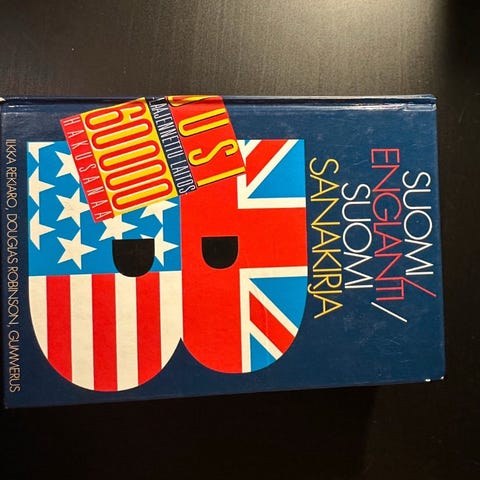 SUOMI/
ENGLANTI/
SUOMI
SANAKIRJA
UUSI
LAAJENNETTU LAITOS
60000
HAKUSANAA
ILKKA REKIARO, DOUGLAS ROBINSON, GUMMERUS